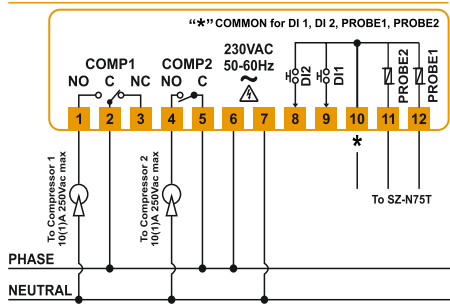 “*” COMMON for DI 1, DI 2, PROBE1, PROBE2
COMP1 COMP2 230VAC
50-60Hz
NO C NC NO C ~
DI2 DI1 PROBE2 PROBE1
1 2 3 4 5 6 7 8 9 10 11 12
*
To Compressor 1
10(1)A 250Vac max
To Compressor 2
10(1)A 250Vac max
To SZ-N75T
PHASE
NEUTRAL